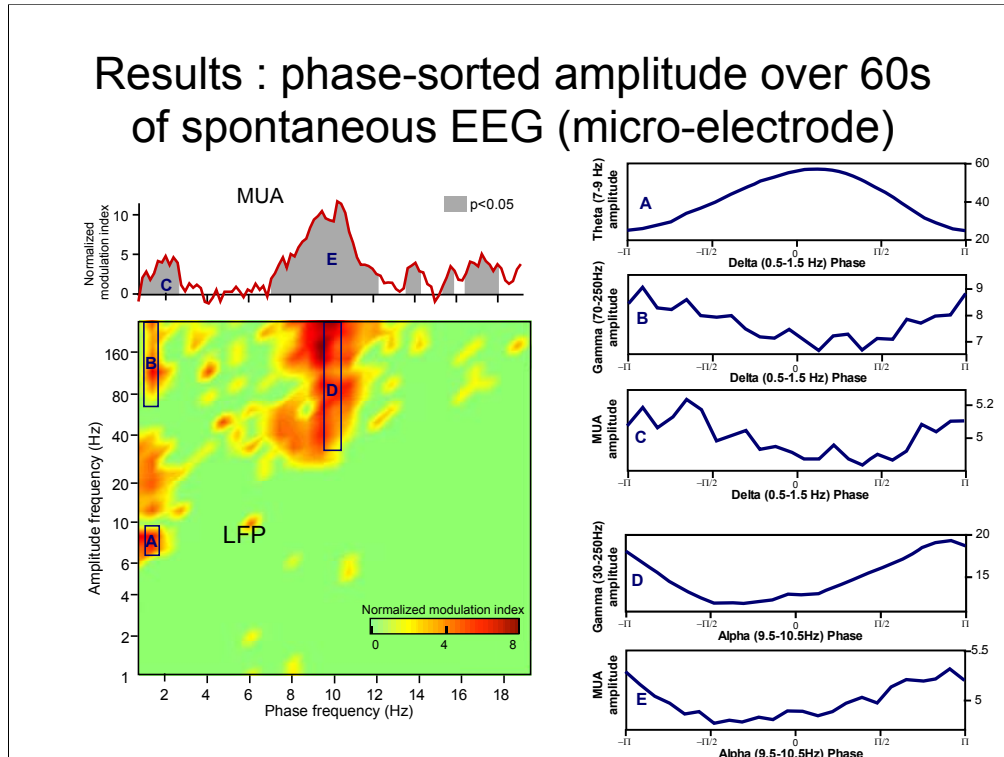 Results : phase-sorted amplitude over 60s
of spontaneous EEG (micro-electrode)
MUA
p<0.05
Normalized
modulation index
10
5
0
C
E
Amplitude frequency (Hz)
160
80
40
20
10
6
4
2
1
B
D
A
LFP
Normalized modulation index
0 4 8
2 4 6 8 10 12 14 16 18
Phase frequency (Hz)
Theta (7-9 Hz)
amplitude
A
60
40
20
−Π −Π/2 0 Π/2 Π
Delta (0.5-1.5 Hz) Phase
Gamma (70-250Hz)
amplitude
B
9
8
7
−Π −Π/2 0 Π/2 Π
Delta (0.5-1.5 Hz) Phase
MUA
amplitude
C
5.2
5
−Π −Π/2 0 Π/2 Π
Delta (0.5-1.5 Hz) Phase
Gamma (30-250Hz)
amplitude
D
20
15
−Π −Π/2 0 Π/2 Π
Alpha (9.5-10.5Hz) Phase
MUA
amplitude
E
5.5
5
−Π −Π/2 0 Π/2 Π
Alpha (9.5-10.5Hz) Phase